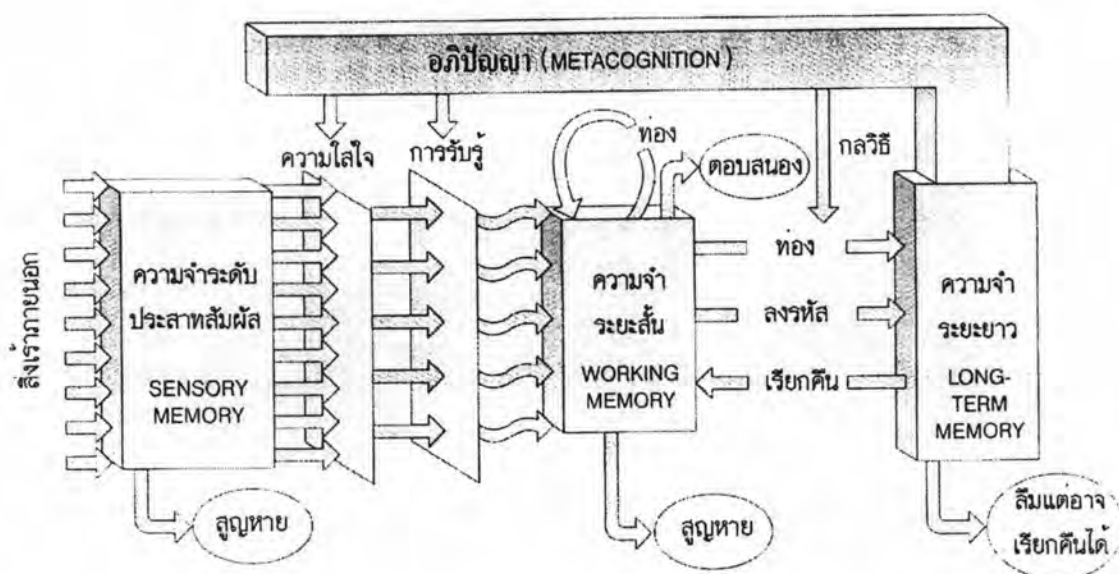 อภิปัญญา (METACOGNITION)
ความใส่ใจ
การรับรู้
ท่อง
ตอบสนอง
กลวิธี
สิ่งเร้าภายนอก
ความจำระดับ
ประสาทสัมผัส
SENSORY
MEMORY
ความจำ
ระยะสั้น
WORKING
MEMORY
ท่อง
ลงรหัส
เรียกคืน
ความจำ
ระยะยาว
LONG-
TERM
MEMORY
สูญหาย
สูญหาย
ลืมแต่อาจ
เรียกคืนได้